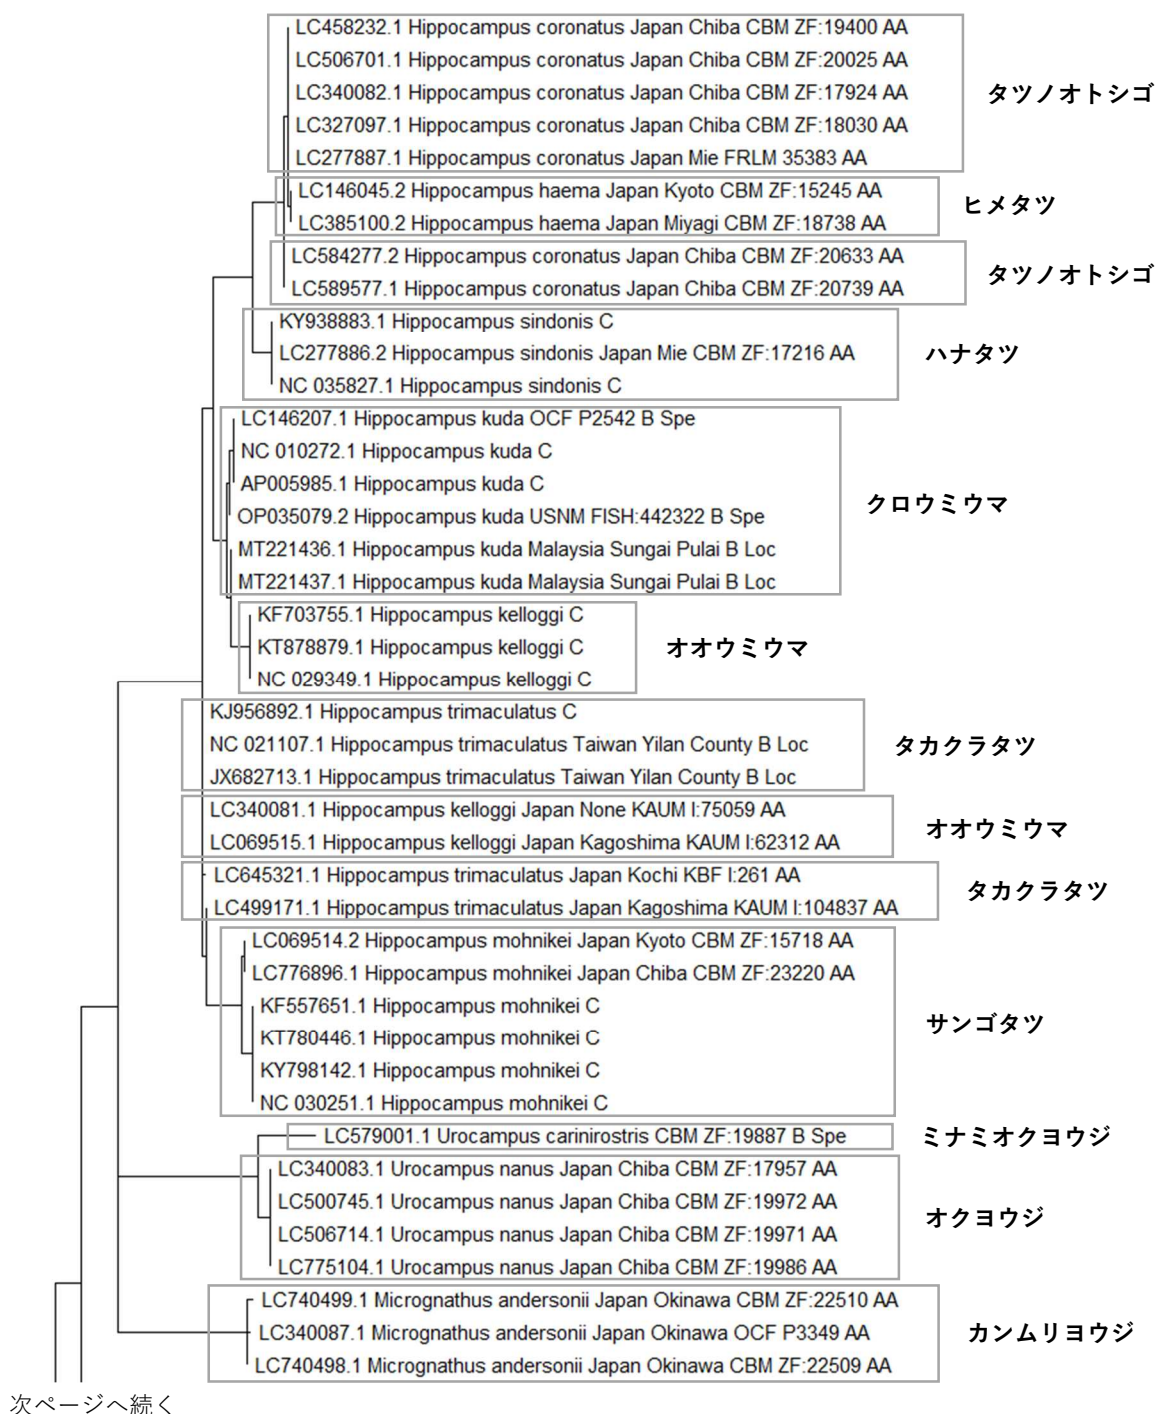 LC458232.1 Hippocampus coronatus Japan Chiba CBM ZF:19400 AA
LC506701.1 Hippocampus coronatus Japan Chiba CBM ZF:20025 AA
LC340082.1 Hippocampus coronatus Japan Chiba CBM ZF:17924 AA
タツノオトシゴ
LC327097.1 Hippocampus coronatus Japan Chiba CBM ZF:18030 AA
LC277887.1 Hippocampus coronatus Japan Mie FRLM 35383 AA
LC146045.2 Hippocampus haema Japan Kyoto CBM ZF:15245 AA
ヒメタツ
LC385100.2 Hippocampus haema Japan Miyagi CBM ZF:18738 AA
LC584277.2 Hippocampus coronatus Japan Chiba CBM ZF:20633 AA
タツノオトシゴ
LC589577.1 Hippocampus coronatus Japan Chiba CBM ZF:20739 AA
KY938883.1 Hippocampus sindonis C
LC277886.2 Hippocampus sindonis Japan Mie CBM ZF:17216 AA
ハナタツ
NC 035827.1 Hippocampus sindonis C
LC146207.1 Hippocampus kuda OCF P2542 B Spe
NC 010272.1 Hippocampus kuda C
AP005985.1 Hippocampus kuda C
クロウミウマ
OP035079.2 Hippocampus kuda USNM FISH:442322 B Spe
MT221436.1 Hippocampus kuda Malaysia Sungai Pulai B Loc
MT221437.1 Hippocampus kuda Malaysia Sungai Pulai B Loc
KF703755.1 Hippocampus kelloggi C
KT878879.1 Hippocampus kelloggi C
オオウミウマ
NC 029349.1 Hippocampus kelloggi C
KJ956892.1 Hippocampus trimaculatus C
NC 021107.1 Hippocampus trimaculatus Taiwan Yilan County B Loc
タカクラタツ
JX682713.1 Hippocampus trimaculatus Taiwan Yilan County B Loc
LC340081.1 Hippocampus kelloggi Japan None KAUM I:75059 AA
オオウミウマ
LC069515.1 Hippocampus kelloggi Japan Kagoshima KAUM I:62312 AA
LC645321.1 Hippocampus trimaculatus Japan Kochi KBF I:261 AA
タカクラタツ
LC499171.1 Hippocampus trimaculatus Japan Kagoshima KAUM I:104837 AA
LC069514.2 Hippocampus mohnikei Japan Kyoto CBM ZF:15718 AA
LC776896.1 Hippocampus mohnikei Japan Chiba CBM ZF:23220 AA
KF557651.1 Hippocampus mohnikei C
サンゴタツ
KT780446.1 Hippocampus mohnikei C
KY798142.1 Hippocampus mohnikei C
NC 030251.1 Hippocampus mohnikei C
LC579001.1 Urocampus carinirostris CBM ZF:19887 B Spe
ミナミオクヨウジ
LC340083.1 Urocampus nanus Japan Chiba CBM ZF:17957 AA
LC500745.1 Urocampus nanus Japan Chiba CBM ZF:19972 AA
オクヨウジ
LC506714.1 Urocampus nanus Japan Chiba CBM ZF:19971 AA
LC775104.1 Urocampus nanus Japan Chiba CBM ZF:19986 AA
LC740499.1 Micrognathus andersonii Japan Okinawa CBM ZF:22510 AA
LC340087.1 Micrognathus andersonii Japan Okinawa OCF P3349 AA
カンムリヨウジ
LC740498.1 Micrognathus andersonii Japan Okinawa CBM ZF:22509 AA
次ページへ続く